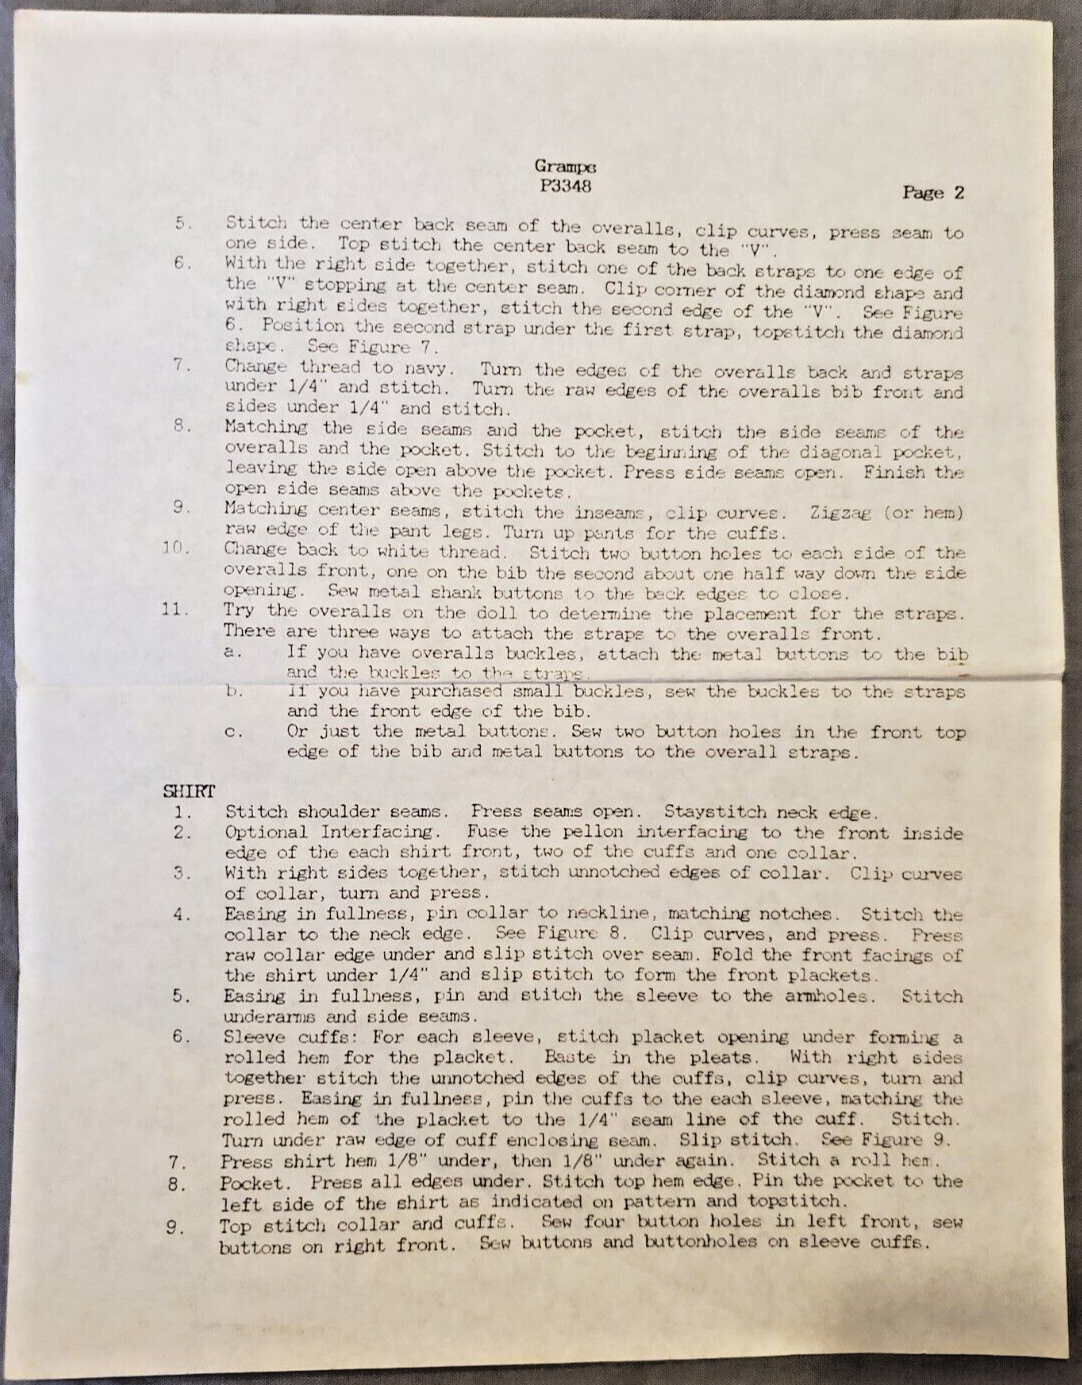 Gramps
P3348
Page 2
5. Stitch the center back seam of the overalls, clip curves, press seam to
one side. Top stitch the center back seam to the "V".
6. With the right side together, stitch one of the back straps to one edge of
the "V" stopping at the center seam. Clip corner of the diamond shape and
with right sides together, stitch the second edge of the "V". See Figure
6. Position the second strap under the first strap, topstitch the diamond
shape. See Figure 7.
7. Change thread to navy. Turn the edges of the overalls back and straps
under 1/4" and stitch. Turn the raw edges of the overalls bib front and
sides under 1/4" and stitch.
8. Matching the side seams and the pocket, stitch the side seams of the
overalls and the pocket. Stitch to the beginning of the diagonal pocket,
leaving the side open above the pocket. Press side seams open. Finish the
open side seams above the pockets.
9. Matching center seams, stitch the inseams, clip curves. Zigzag (or hem)
raw edge of the pant legs. Turn up pants for the cuffs.
10. Change back to white thread. Stitch two button holes to each side of the
overalls front, one on the bib the second about one half way down the side
opening. Sew metal shank buttons to the back edges to close.
11. Try the overalls on the doll to determine the placement for the straps.
There are three ways to attach the straps to the overalls front.
a. If you have overalls buckles, attach the metal buttons to the bib
and the buckles to the straps.
b. If you have purchased small buckles, sew the buckles to the straps
and the front edge of the bib.
c. Or just the metal buttons. Sew two button holes in the front top
edge of the bib and metal buttons to the overall straps.
SHIRT
1. Stitch shoulder seams. Press seams open. Staystitch neck edge.
2. Optional Interfacing. Fuse the pellon interfacing to the front inside
edge of the each shirt front, two of the cuffs and one collar.
3. With right sides together, stitch unnotched edges of collar. Clip curves
of collar, turn and press.
4. Easing in fullness, pin collar to neckline, matching notches. Stitch the
collar to the neck edge. See Figure 8. Clip curves, and press. Press
raw collar edge under and slip stitch over seam. Fold the front facings of
the shirt under 1/4" and slip stitch to form the front plackets.
5. Easing in fullness, pin and stitch the sleeve to the armholes. Stitch
underarms and side seams.
6. Sleeve cuffs: For each sleeve, stitch placket opening under forming a
rolled hem for the placket. Baste in the pleats. With right sides
together stitch the unnotched edges of the cuffs, clip curves, turn and
press. Easing in fullness, pin the cuffs to the each sleeve, matching the
rolled hem of the placket to the 1/4" seam line of the cuff. Stitch.
Turn under raw edge of cuff enclosing seam. Slip stitch. See Figure 9.
7. Press shirt hem 1/8" under, then 1/8" under again. Stitch a roll hem.
8. Pocket. Press all edges under. Stitch top hem edge. Pin the pocket to the
left side of the shirt as indicated on pattern and topstitch.
9. Top stitch collar and cuffs. Sew four button holes in left front, sew
buttons on right front. Sew buttons and buttonholes on sleeve cuffs.